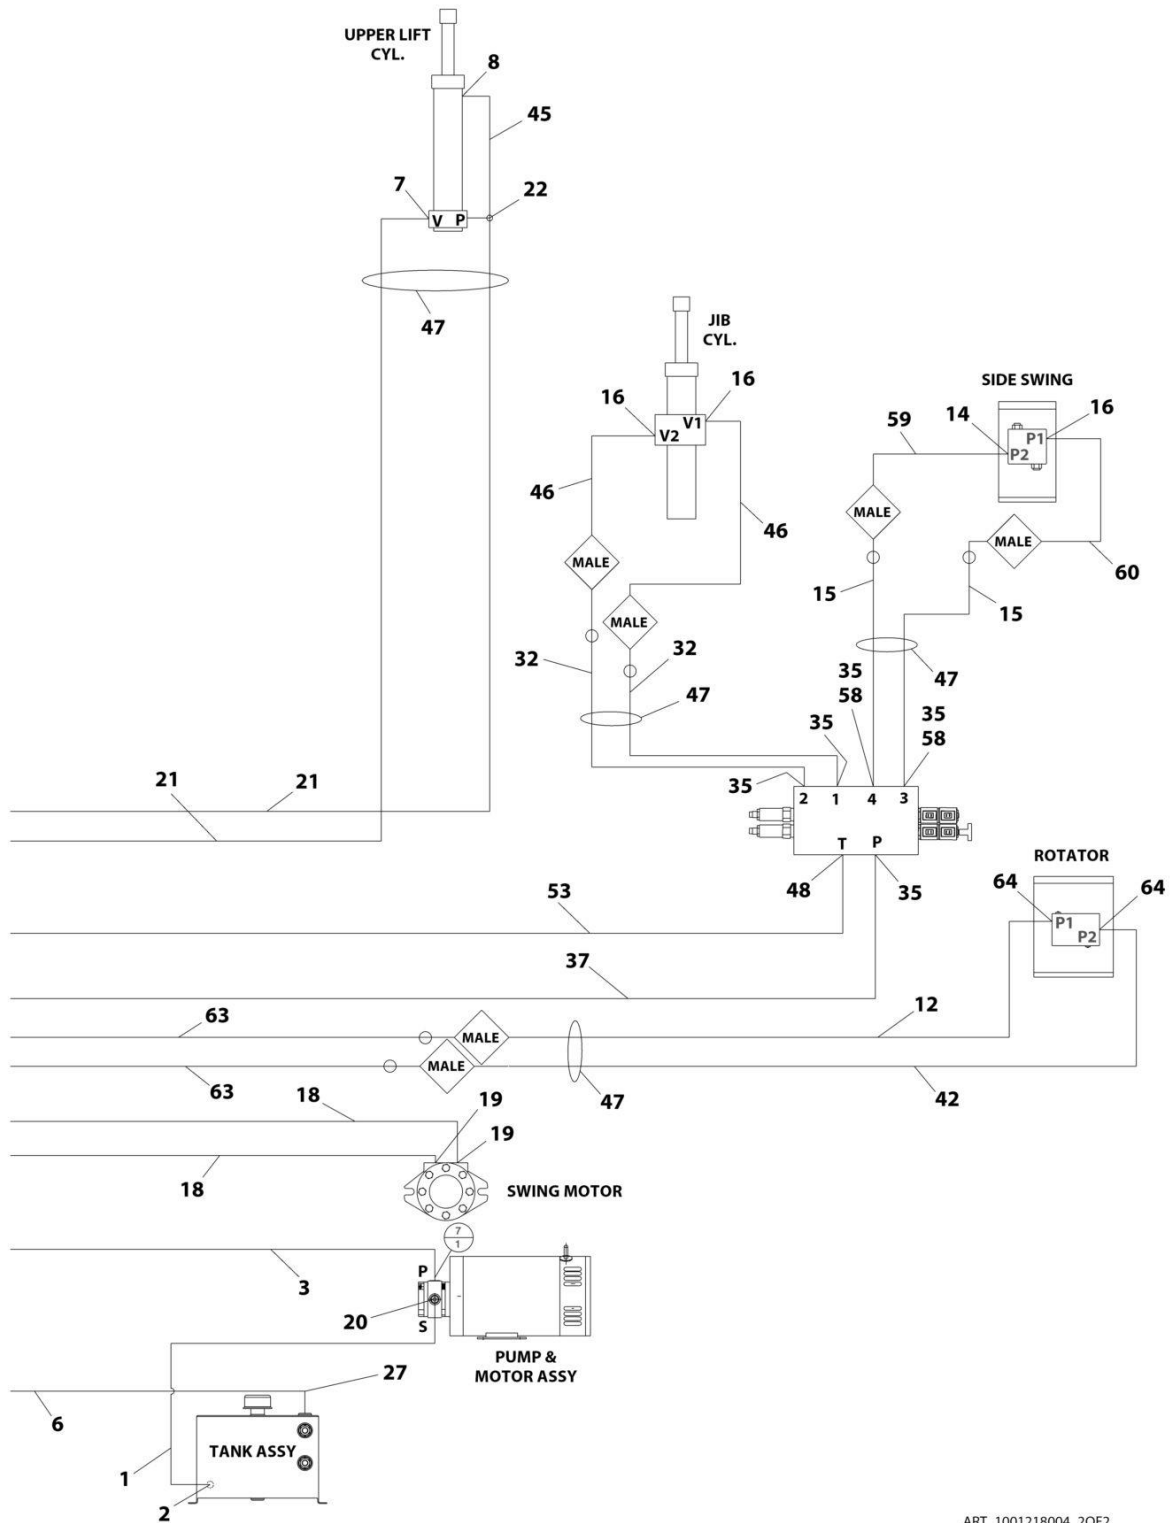 UPPER LIFT
CYL.
8
45
7
22
V P
47
JIB
CYL.
16
16
V1
V2
46
46
MALE
MALE
32
32
47
SIDE SWING
59
14
16
P1
P2
MALE
MALE
60
15
15
47
35
58
35
58
35
35
2 1 4 3
T P
48
35
21
21
53
37
ROTATOR
64
64
P1
P2
63
MALE
12
63
MALE
47
42
18
19
19
18
SWING MOTOR
7
1
3
P
20
S
PUMP &
MOTOR ASSY
27
6
TANK ASSY
1
2
ART_1001218004_2OF2